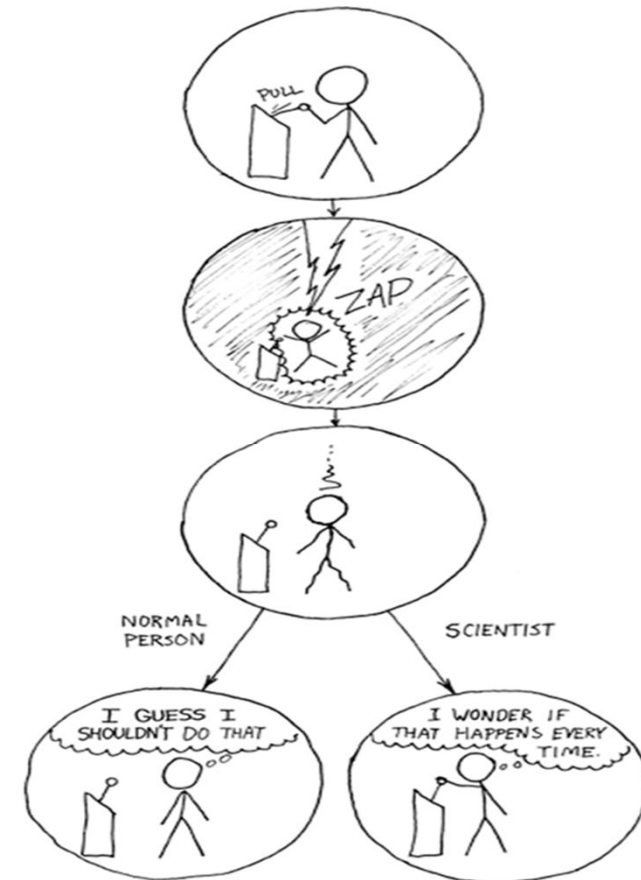 PULL
ZAP
NORMAL
PERSON
SCIENTIST
I GUESS I
SHOULDN'T DO THAT
I WONDER IF
THAT HAPPENS EVERY
TIME.